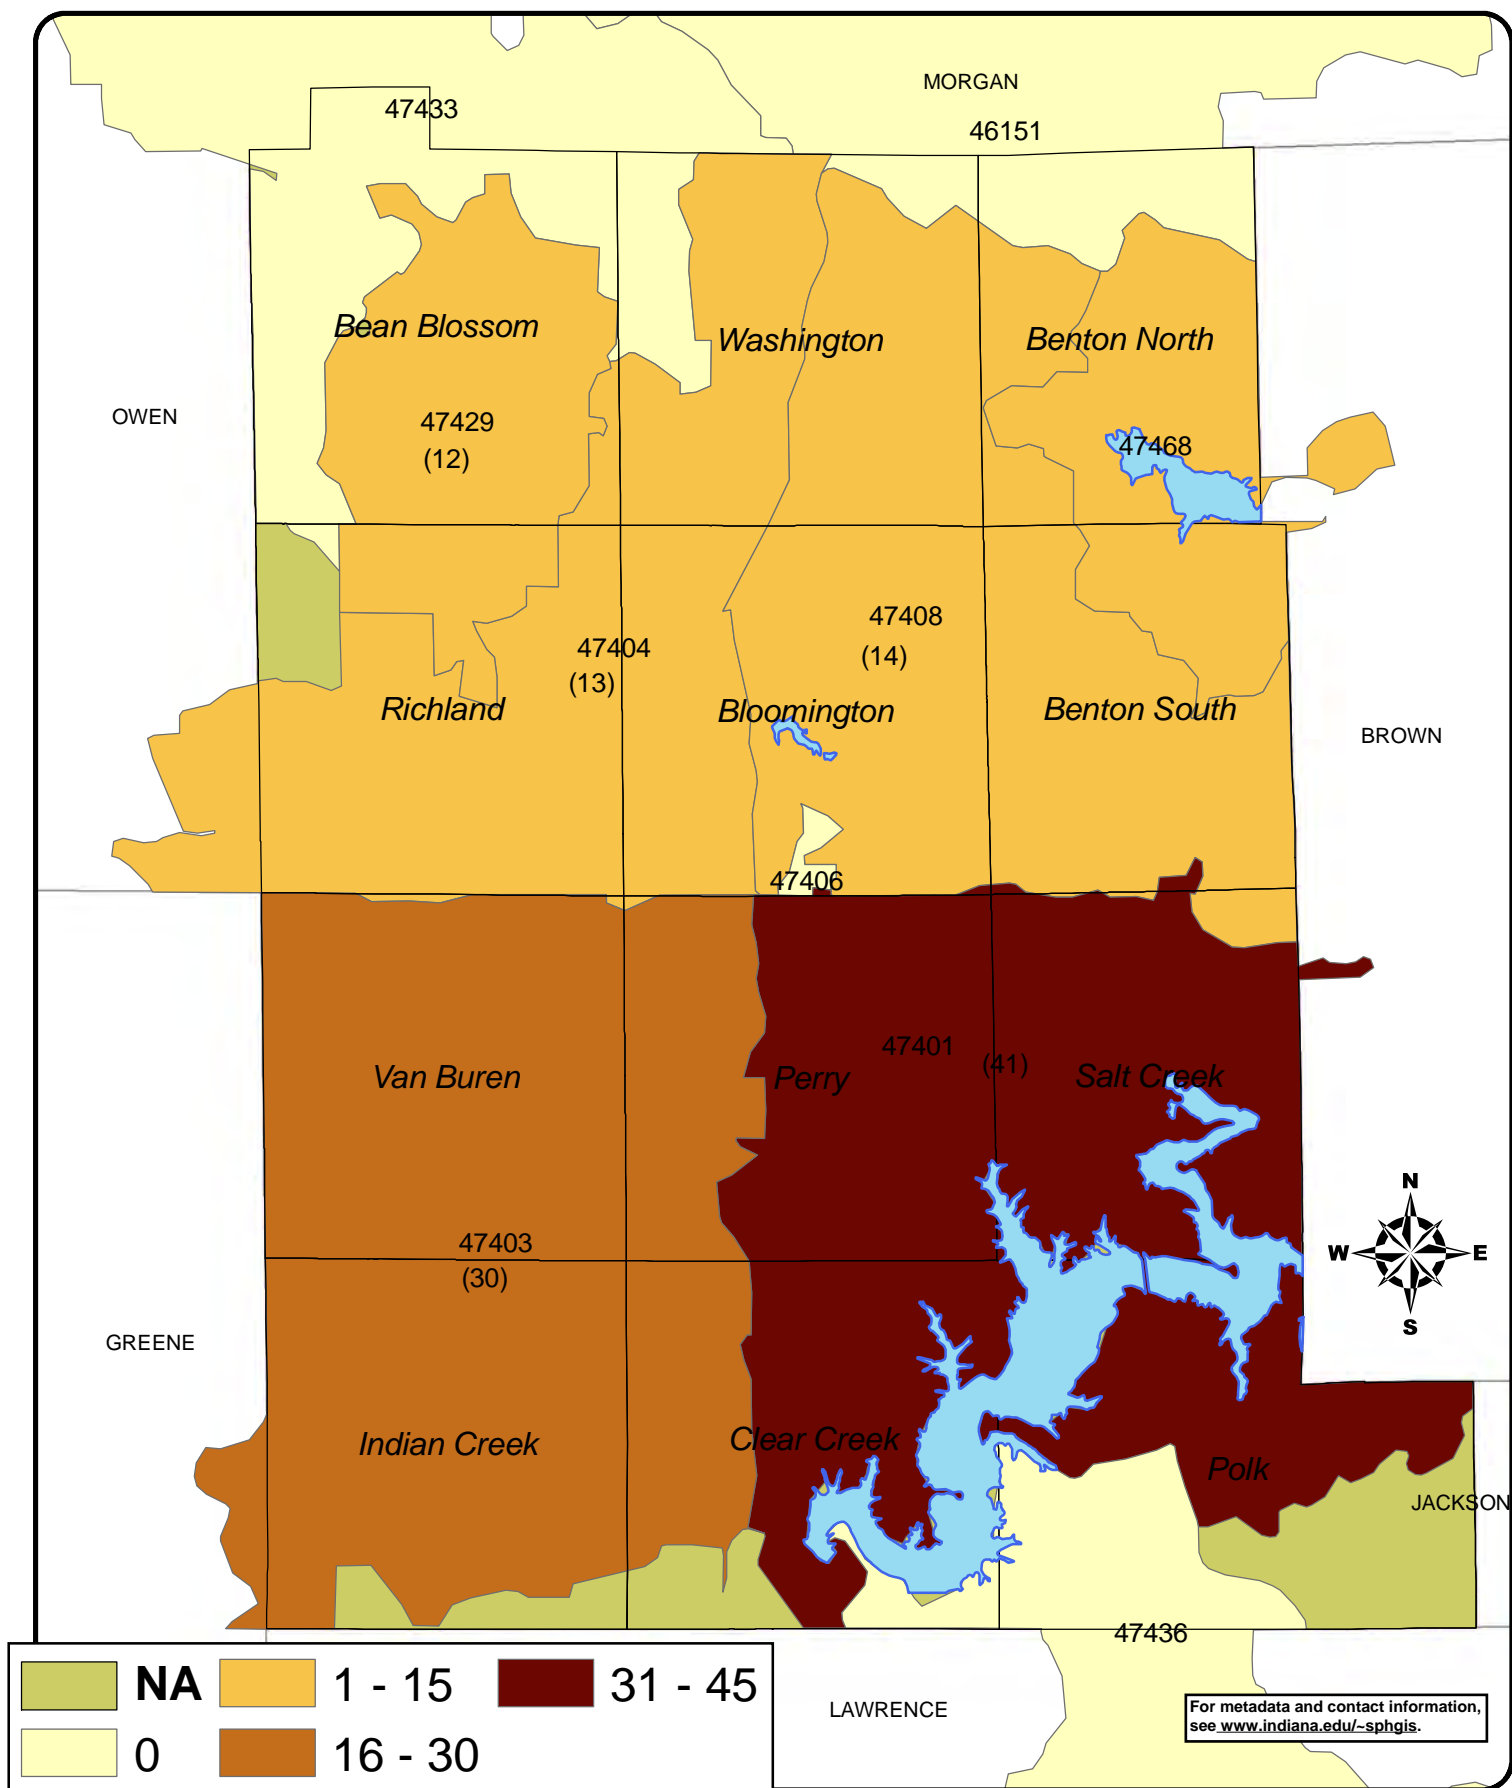 MORGAN
47433
46151
Bean Blossom
Washington
Benton North
OWEN
47429
(12)
47468
47408
(14)
47404
(13)
Richland
Bloomington
Benton South
BROWN
47406
47401
(41)
Van Buren
Perry
Salt Creek
N
W
E
S
47403
(30)
GREENE
Indian Creek
Clear Creek
Polk
JACKSON
47436
LAWRENCE
NA
1 - 15
31 - 45
0
16 - 30
For metadata and contact information,
see www.indiana.edu/~sphgis.